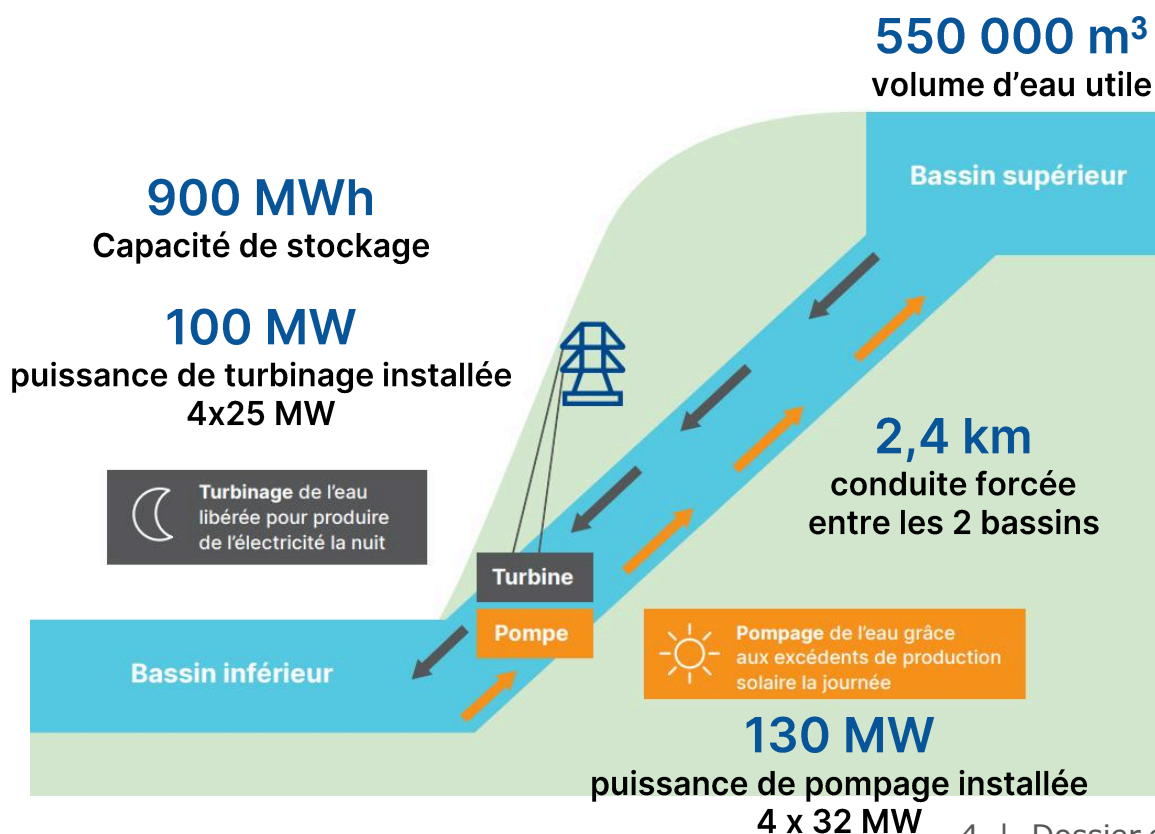 550 000 m³
volume d'eau utile
Bassin supérieur
900 MWh
Capacité de stockage
100 MW
puissance de turbinage installée
4x25 MW
2,4 km
conduite forcée
entre les 2 bassins
Turbinage de l'eau
libérée pour produire
de l'électricité la nuit
Turbine
Pompe
Pompage de l'eau grâce
aux excédents de production
solaire la journée
Bassin inférieur
130 MW
puissance de pompage installée
4 x 32 MW
4 | Dossier